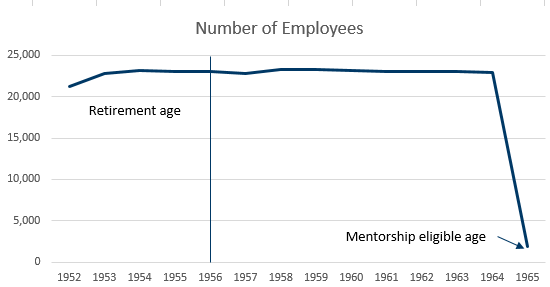 Number of Employees
25,000
20,000
15,000
10,000
5,000
0
Retirement age
Mentorship eligible age
1952 1953 1954 1955 1956 1957 1958 1959 1960 1961 1962 1963 1964 1965